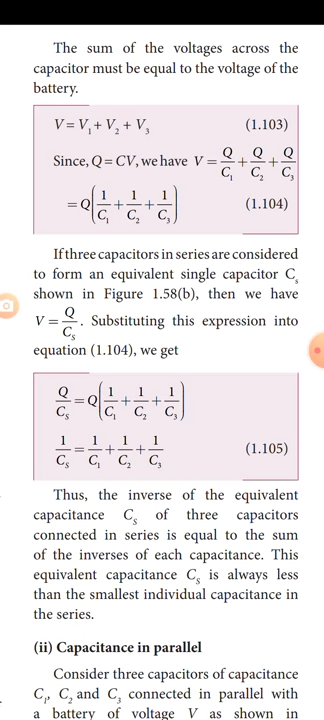 The sum of the voltages across the
capacitor must be equal to the voltage of the
battery.
V = V₁ + V₂ + V₃ (1.103)
Since, Q = CV, we have V = Q/C₁ + Q/C₂ + Q/C₃
= Q(1/C₁ + 1/C₂ + 1/C₃) (1.104)
If three capacitors in series are considered
to form an equivalent single capacitor Cₛ
shown in Figure 1.58(b), then we have
V = Q/Cₛ. Substituting this expression into
equation (1.104), we get
Q/Cₛ = Q(1/C₁ + 1/C₂ + 1/C₃)
1/Cₛ = 1/C₁ + 1/C₂ + 1/C₃ (1.105)
Thus, the inverse of the equivalent
capacitance Cₛ of three capacitors
connected in series is equal to the sum
of the inverses of each capacitance. This
equivalent capacitance Cₛ is always less
than the smallest individual capacitance in
the series.
(ii) Capacitance in parallel
Consider three capacitors of capacitance
C₁, C₂ and C₃ connected in parallel with
a battery of voltage V as shown in